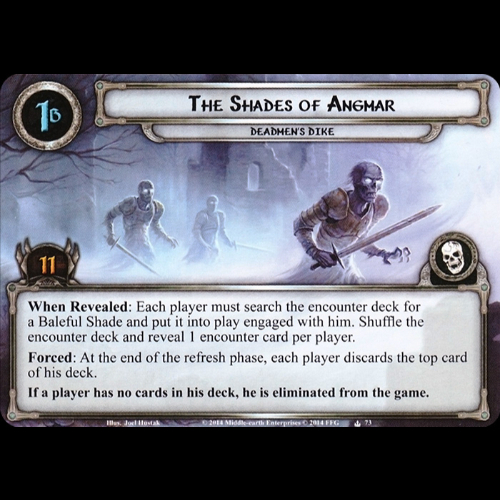 1B
THE SHADES OF ANGMAR
DEADMEN'S DIKE
11
When Revealed: Each player must search the encounter deck for
a Baleful Shade and put it into play engaged with him. Shuffle the
encounter deck and reveal 1 encounter card per player.
Forced: At the end of the refresh phase, each player discards the top card
of his deck.
If a player has no cards in his deck, he is eliminated from the game.
Illus. Joel Hustak © 2014 Middle-earth Enterprises © 2014 FFG 73